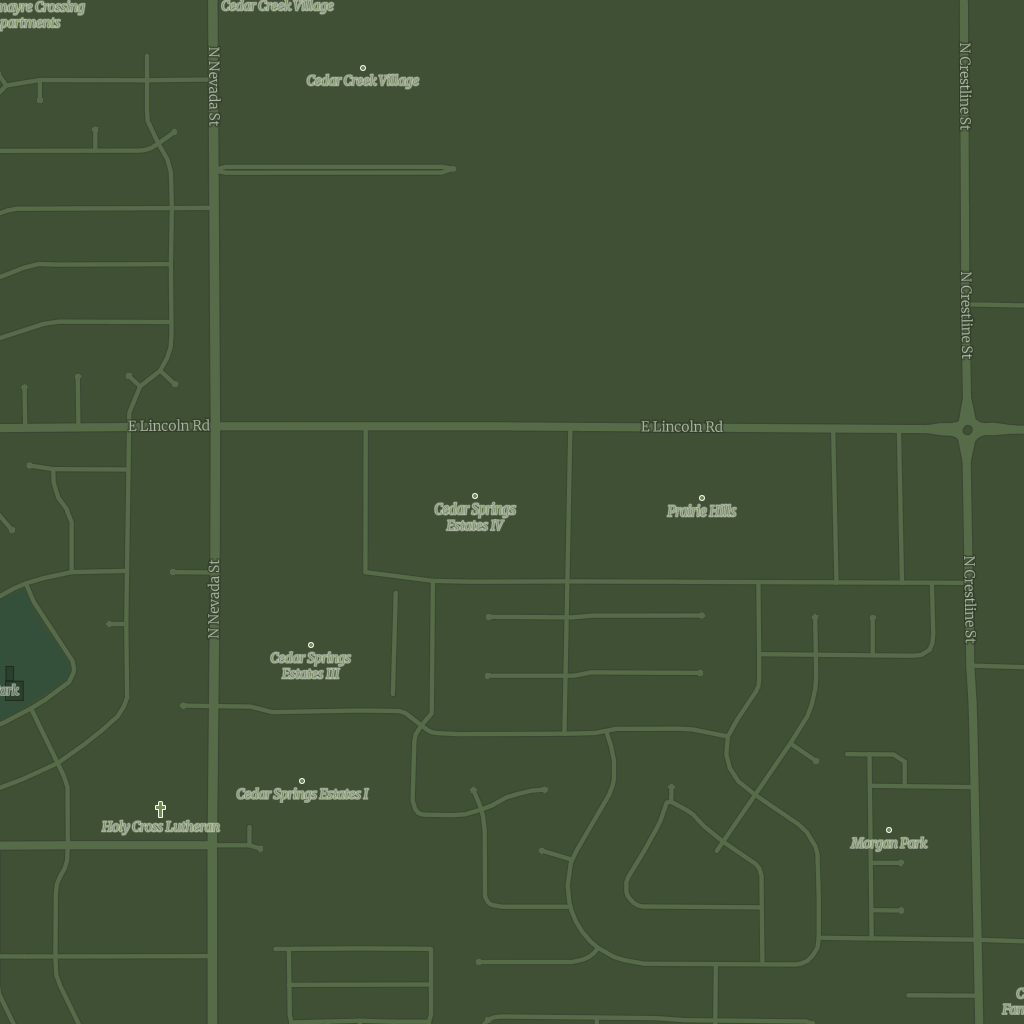 Cedar Creek Village
N Nevada St
Cedar Creek Village
N Crestline St
N Crestline St
E Lincoln Rd
E Lincoln Rd
Cedar Springs
Estates IV
Prairie Hills
N Nevada St
N Crestline St
Cedar Springs
Estates III
Cedar Springs Estates I
Holy Cross Lutheran
Morgan Park